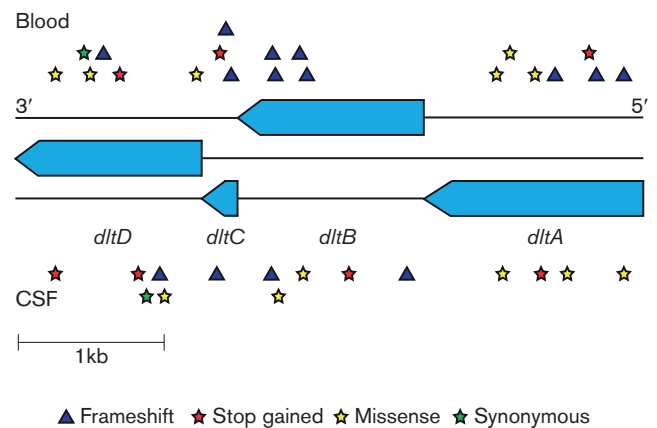 Blood
3′ 5′
dltD dltC dltB dltA
CSF
1kb
Frameshift Stop gained Missense Synonymous